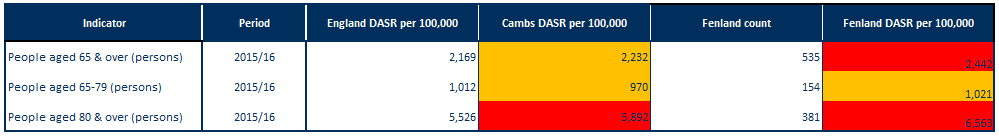 Indicator Period England DASR per 100,000 Cambs DASR per 100,000 Fenland count Fenland DASR per 100,000
People aged 65 & over (persons) 2015/16 2,169 2,232 535 2,442
People aged 65-79 (persons) 2015/16 1,012 970 154 1,021
People aged 80 & over (persons) 2015/16 5,526 5,892 381 6,563